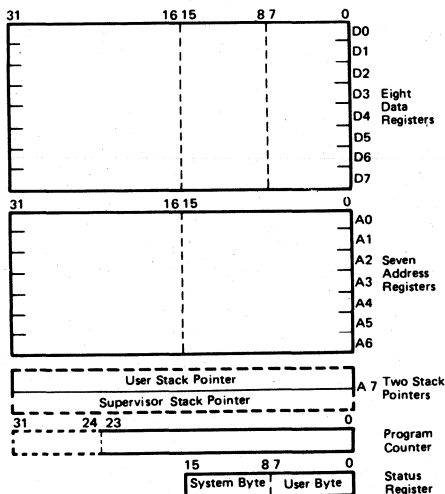 31 16 15 8 7 0
D0
D1
D2
D3 Eight
D4 Data
Registers
D5
D6
D7
31 16 15 0
A0
A1
A2 Seven
Address
A3 Registers
A4
A5
A6
User Stack Pointer
A 7 Two Stack
Pointers
Supervisor Stack Pointer
31 24 23 0
Program
Counter
15 8 7 0
System Byte User Byte
Status
Register